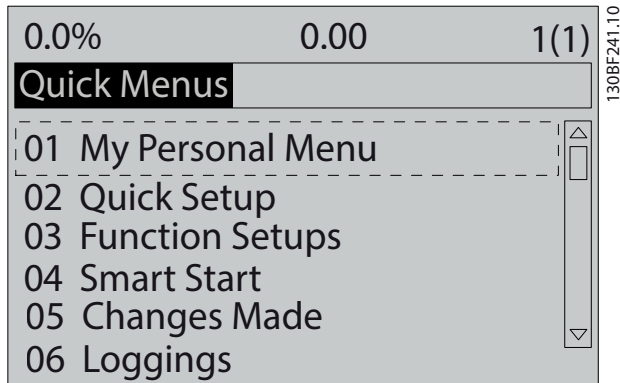 0.0% 0.00 1(1)
Quick Menus
01 My Personal Menu
02 Quick Setup
03 Function Setups
04 Smart Start
05 Changes Made
06 Loggings
130BF241.10